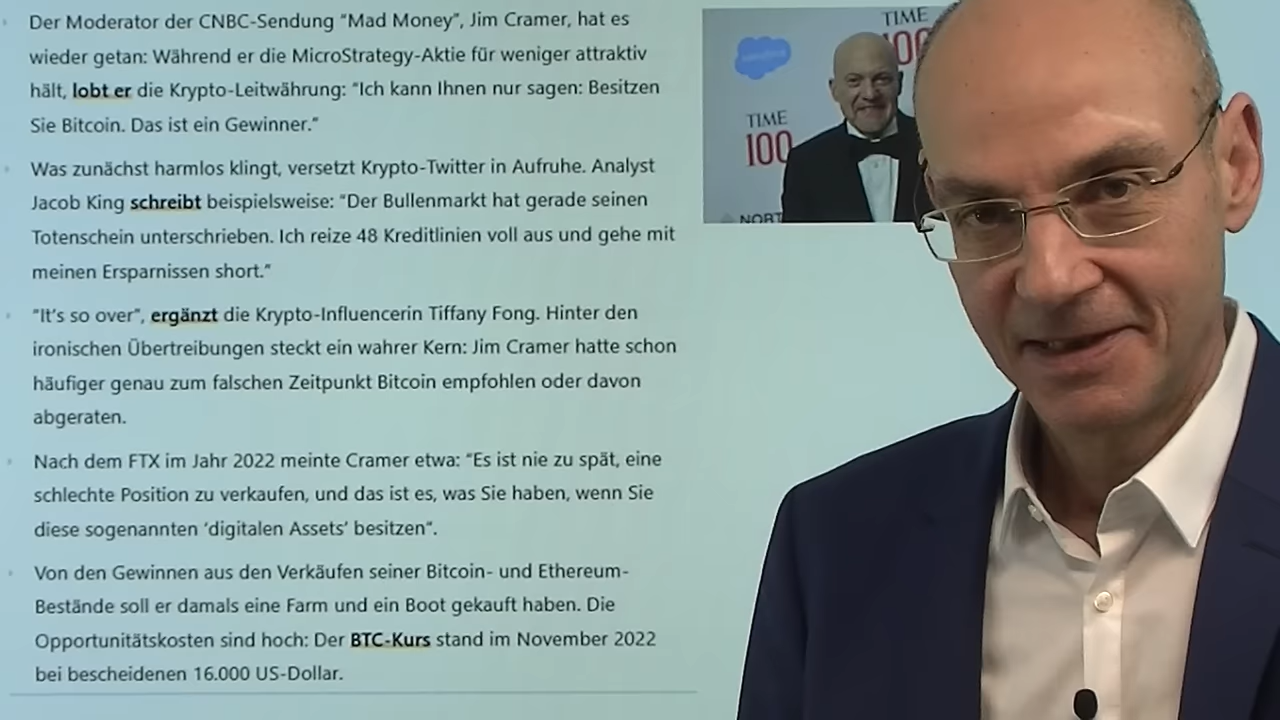 Der Moderator der CNBC-Sendung "Mad Money", Jim Cramer, hat es
wieder getan: Während er die MicroStrategy-Aktie für weniger attraktiv
hält, lobt er die Krypto-Leitwährung: "Ich kann Ihnen nur sagen: Besitzen
Sie Bitcoin. Das ist ein Gewinner."
Was zunächst harmlos klingt, versetzt Krypto-Twitter in Aufruhe. Analyst
Jacob King schreibt beispielsweise: "Der Bullenmarkt hat gerade seinen
Totenschein unterschrieben. Ich reize 48 Kreditlinien voll aus und gehe mit
meinen Ersparnissen short."
"It's so over", ergänzt die Krypto-Influencerin Tiffany Fong. Hinter den
ironischen Übertreibungen steckt ein wahrer Kern: Jim Cramer hatte schon
häufiger genau zum falschen Zeitpunkt Bitcoin empfohlen oder davon
abgeraten.
Nach dem FTX im Jahr 2022 meinte Cramer etwa: "Es ist nie zu spät, eine
schlechte Position zu verkaufen, und das ist es, was Sie haben, wenn Sie
diese sogenannten 'digitalen Assets' besitzen".
Von den Gewinnen aus den Verkäufen seiner Bitcoin- und Ethereum-
Bestände soll er damals eine Farm und ein Boot gekauft haben. Die
Opportunitätskosten sind hoch: Der BTC-Kurs stand im November 2022
bei bescheidenen 16.000 US-Dollar.
TIME
100
TIME
100
NORT